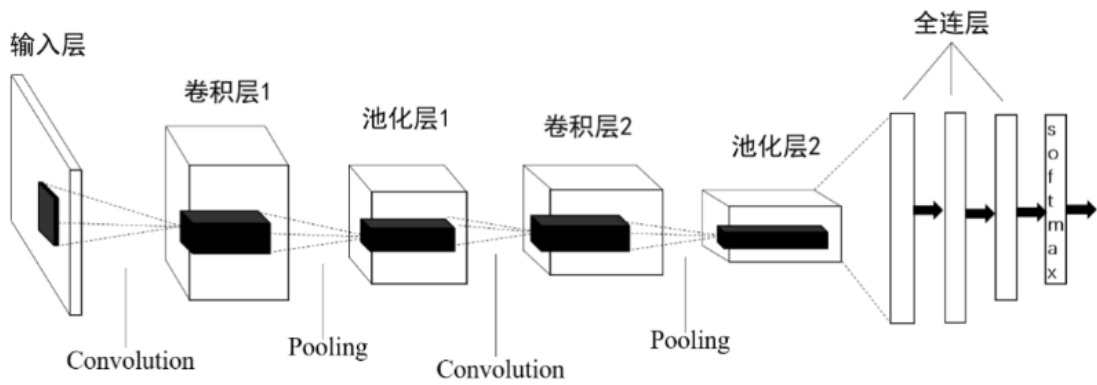 输入层
卷积层1
池化层1
卷积层2
池化层2
全连层
softmax
Convolution
Pooling
Convolution
Pooling